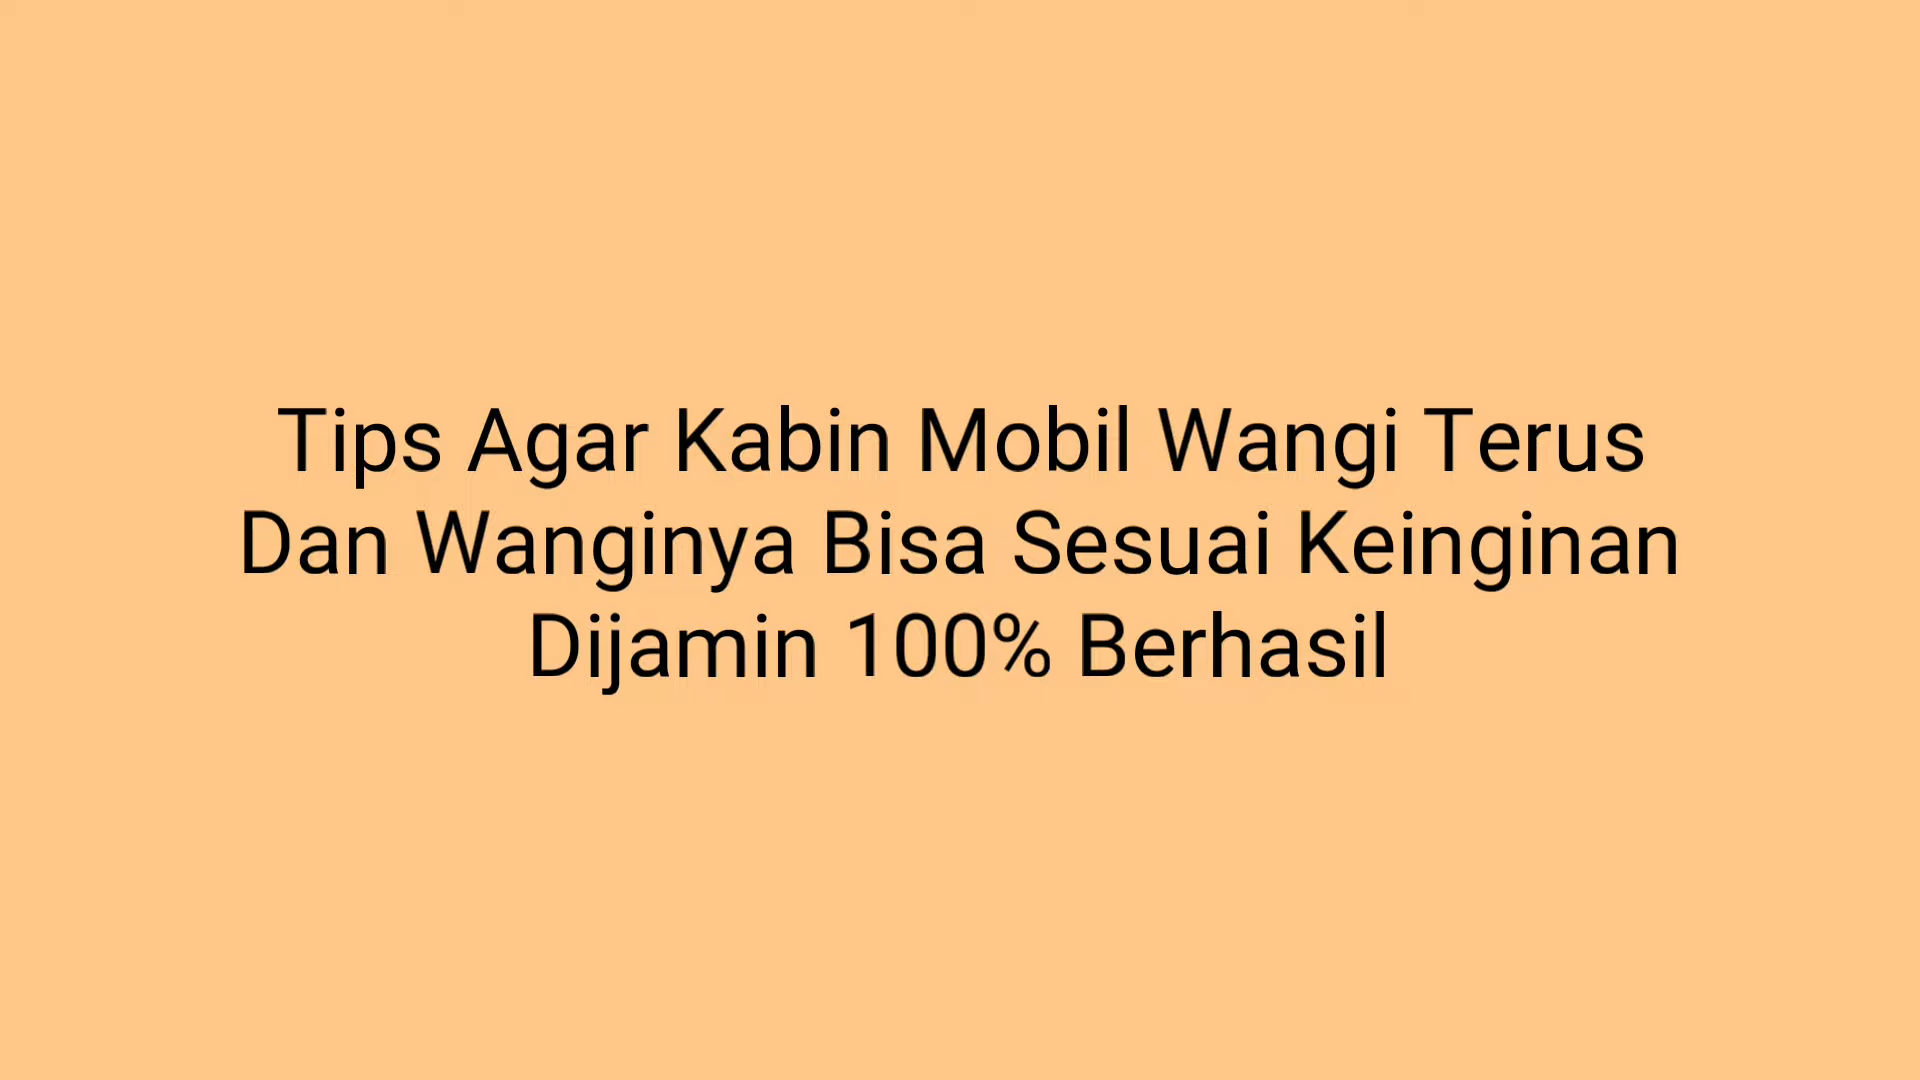 Tips Agar Kabin Mobil Wangi Terus
Dan Wanginya Bisa Sesuai Keinginan
Dijamin 100% Berhasil